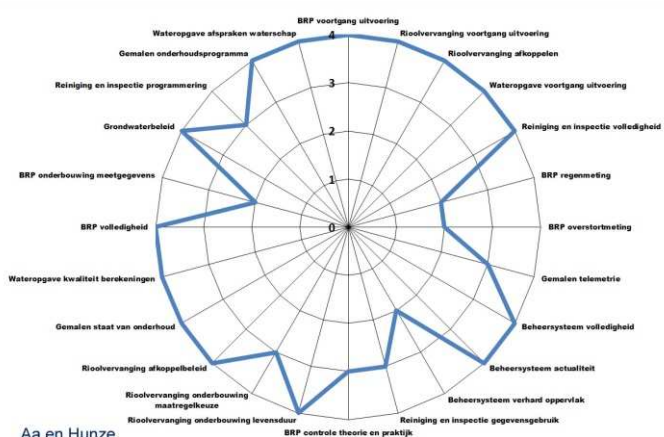 BRP voortgang uitvoering
Wateropgave afspraken waterschap
Rioolvervanging voortgang uitvoering
Gemalen onderhoudsprogramma
Rioolvervanging afkoppelen
Reiniging en inspectie programmering
Wateropgave voortgang uitvoering
Grondwaterbeleid
Reiniging en inspectie volledigheid
BRP onderbouwing meetgegevens
BRP regenmeting
BRP volledigheid
BRP overstortmeting
Wateropgave kwaliteit berekeningen
Gemalen telemetrie
Gemalen staat van onderhoud
Beheersysteem volledigheid
Rioolvervanging afkoppelbeleid
Beheersysteem actualiteit
Rioolvervanging onderbouwing
maatregelkeuze
Beheersysteem verhard oppervlak
Rioolvervanging onderbouwing levensduur
Reiniging en inspectie gegevensgebruik
BRP controle theorie en praktijk
4
3
2
1
0
Aa en Hunze